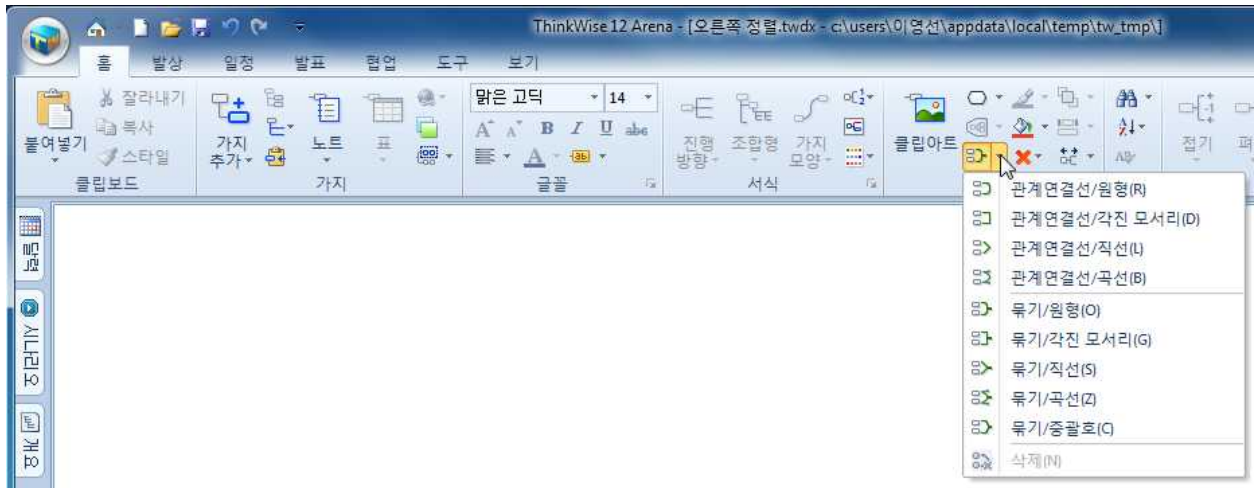 ThinkWise 12 Arena - [오른쪽 정렬.twdx - c:\users\이영선\appdata\local\temp\tw_tmp\]
홈 발상 일정 발표 협업 도구 보기
붙여넣기 잘라내기 복사 스타일
클립보드
가지 추가 노트 표
가지
맑은 고딕 14
A A B I U abc
A
글꼴
진행 방향 조합형 가지 모양
서식
클립아트
접기
관계연결선/원형(R)
관계연결선/각진 모서리(D)
관계연결선/직선(L)
관계연결선/곡선(B)
묶기/원형(O)
묶기/각진 모서리(G)
묶기/직선(S)
묶기/곡선(Z)
묶기/중괄호(C)
삭제(N)
시나리오
개요